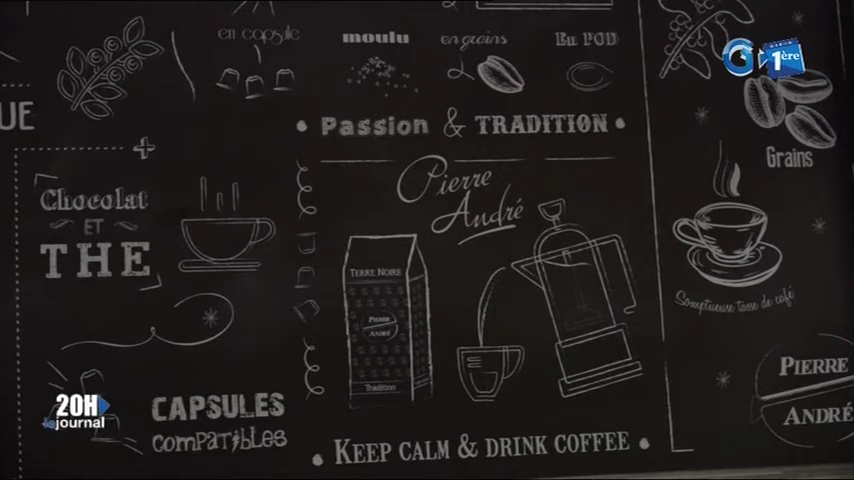 en capsule
moulu
en grains
En POD
UE
Passion & TRADITION
Grains
Chocolat
ET
THE
Pierre
André
TERRE NOIRE
PIERRE
ANDRÉ
Tradition
Somptueuse tasse de café
CAPSULES
COMPATIBLES
KEEP CALM & DRINK COFFEE
PIERRE
ANDRÉ
20H
le journal
G 1ère